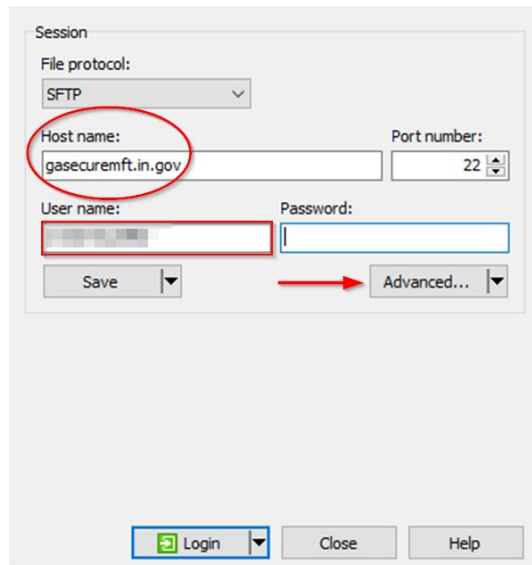 Session
File protocol:
SFTP
Host name: Port number:
gasecuremft.in.gov 22
User name: Password:
Save Advanced...
Login Close Help